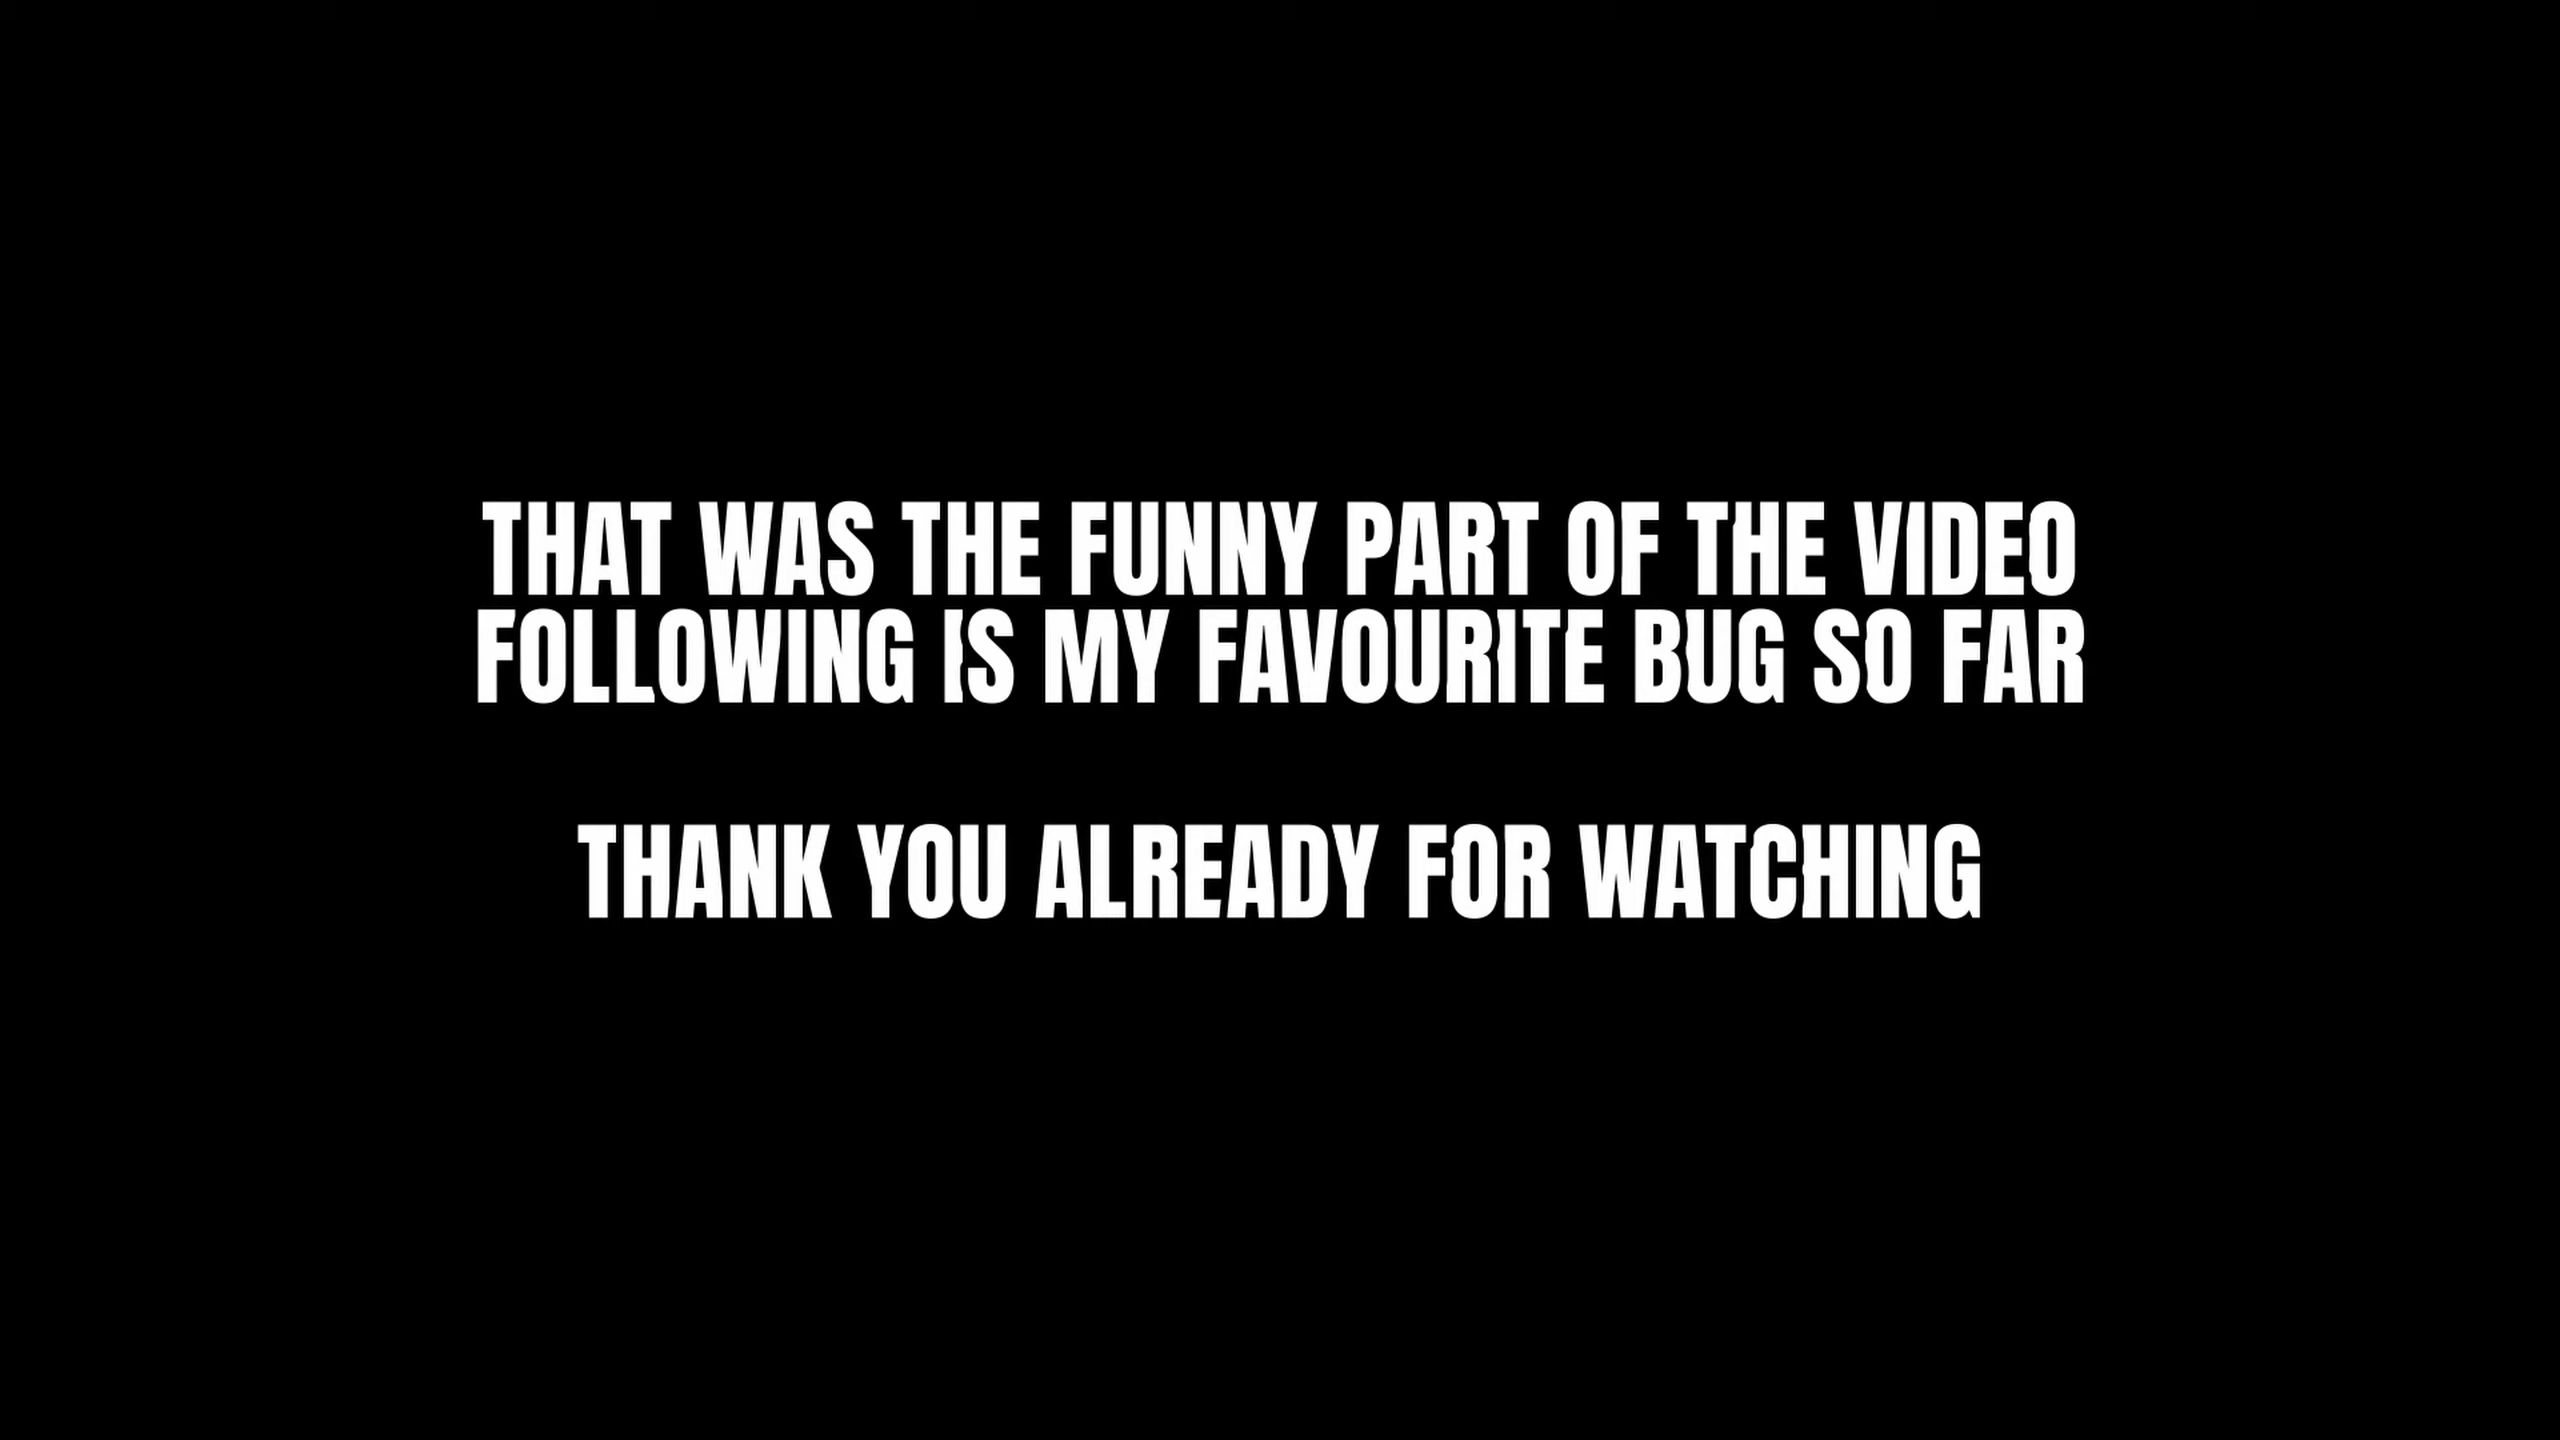 THAT WAS THE FUNNY PART OF THE VIDEO
FOLLOWING IS MY FAVOURITE BUG SO FAR
THANK YOU ALREADY FOR WATCHING